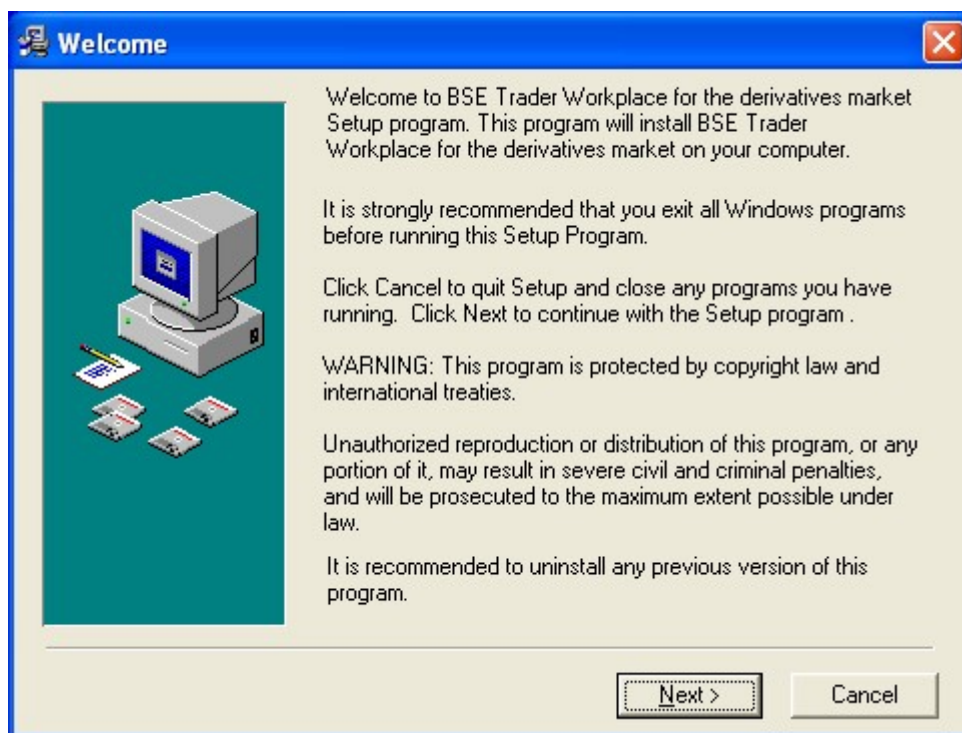 Welcome
Welcome to BSE Trader Workplace for the derivatives market
Setup program. This program will install BSE Trader
Workplace for the derivatives market on your computer.
It is strongly recommended that you exit all Windows programs
before running this Setup Program.
Click Cancel to quit Setup and close any programs you have
running.  Click Next to continue with the Setup program .
WARNING: This program is protected by copyright law and
international treaties.
Unauthorized reproduction or distribution of this program, or any
portion of it, may result in severe civil and criminal penalties,
and will be prosecuted to the maximum extent possible under
law.
It is recommended to uninstall any previous version of this
program.
Next >
Cancel